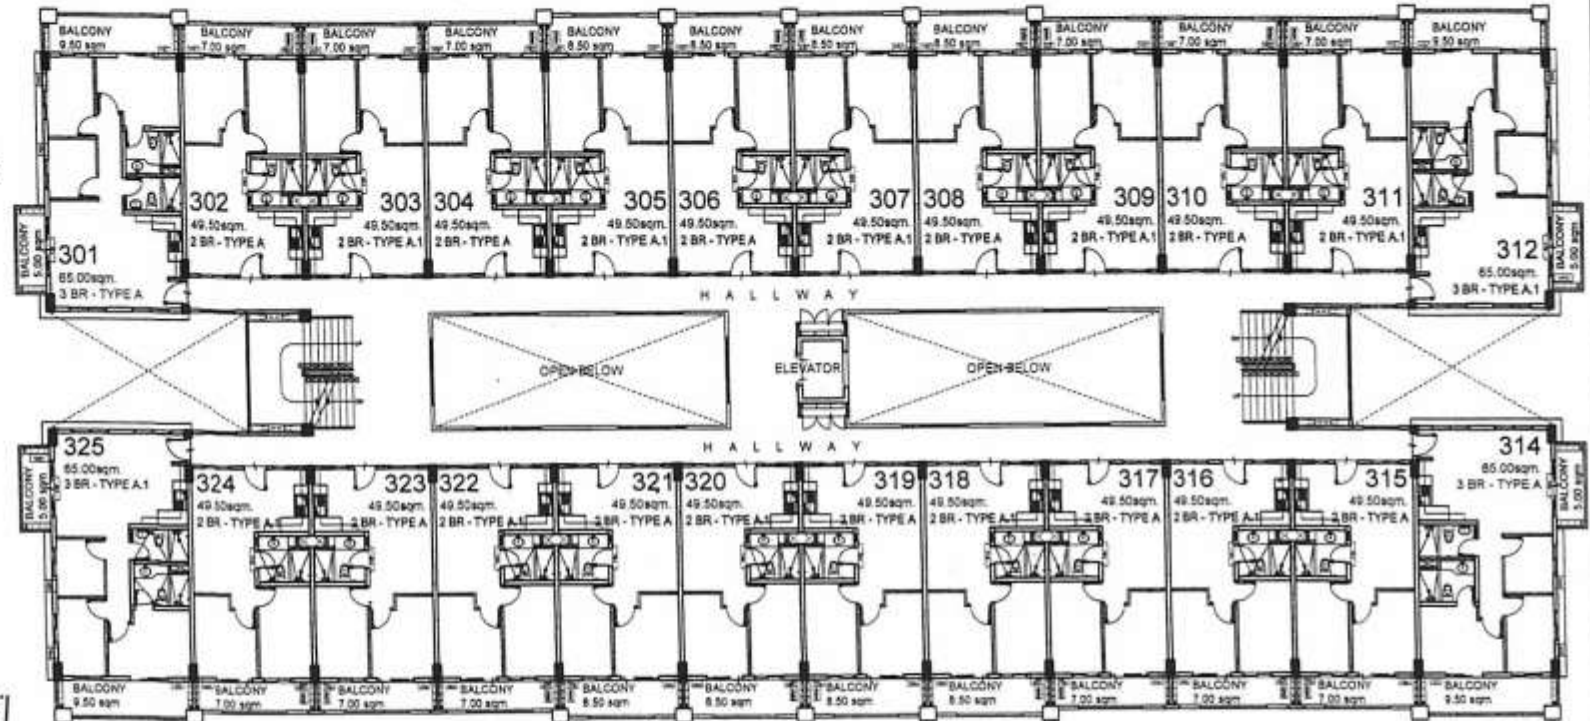 BALCONY
9.50 sqm
BALCONY
7.00 sqm
BALCONY
7.00 sqm
BALCONY
7.00 sqm
BALCONY
8.50 sqm
BALCONY
8.50 sqm
BALCONY
8.50 sqm
BALCONY
8.50 sqm
BALCONY
7.00 sqm
BALCONY
7.00 sqm
BALCONY
7.00 sqm
BALCONY
9.50 sqm
BALCONY
5.00 sqm
301
65.00sqm.
3 BR - TYPE A
302
49.50sqm.
2 BR - TYPE A
303
49.50sqm.
2 BR - TYPE A.1
304
49.50sqm.
2 BR - TYPE A
305
49.50sqm.
2 BR - TYPE A.1
306
49.50sqm.
2 BR - TYPE A
307
49.50sqm.
2 BR - TYPE A.1
308
49.50sqm.
2 BR - TYPE A
309
49.50sqm.
2 BR - TYPE A.1
310
49.50sqm.
2 BR - TYPE A
311
49.50sqm.
2 BR - TYPE A.1
312
65.00sqm.
3 BR - TYPE A.1
BALCONY
5.00 sqm
HALLWAY
OPEN BELOW
ELEVATOR
OPEN BELOW
HALLWAY
BALCONY
5.00 sqm
325
65.00sqm.
3 BR - TYPE A.1
324
49.50sqm.
2 BR - TYPE A.1
323
49.50sqm.
2 BR - TYPE A
322
49.50sqm.
2 BR - TYPE A.1
321
49.50sqm.
2 BR - TYPE A
320
49.50sqm.
2 BR - TYPE A.1
319
49.50sqm.
2 BR - TYPE A
318
49.50sqm.
2 BR - TYPE A.1
317
49.50sqm.
2 BR - TYPE A
316
49.50sqm.
2 BR - TYPE A.1
315
49.50sqm.
2 BR - TYPE A
314
65.00sqm.
3 BR - TYPE A
BALCONY
5.00 sqm
BALCONY
9.50 sqm
BALCONY
7.00 sqm
BALCONY
7.00 sqm
BALCONY
7.00 sqm
BALCONY
8.50 sqm
BALCONY
8.50 sqm
BALCONY
8.50 sqm
BALCONY
8.50 sqm
BALCONY
7.00 sqm
BALCONY
7.00 sqm
BALCONY
7.00 sqm
BALCONY
9.50 sqm